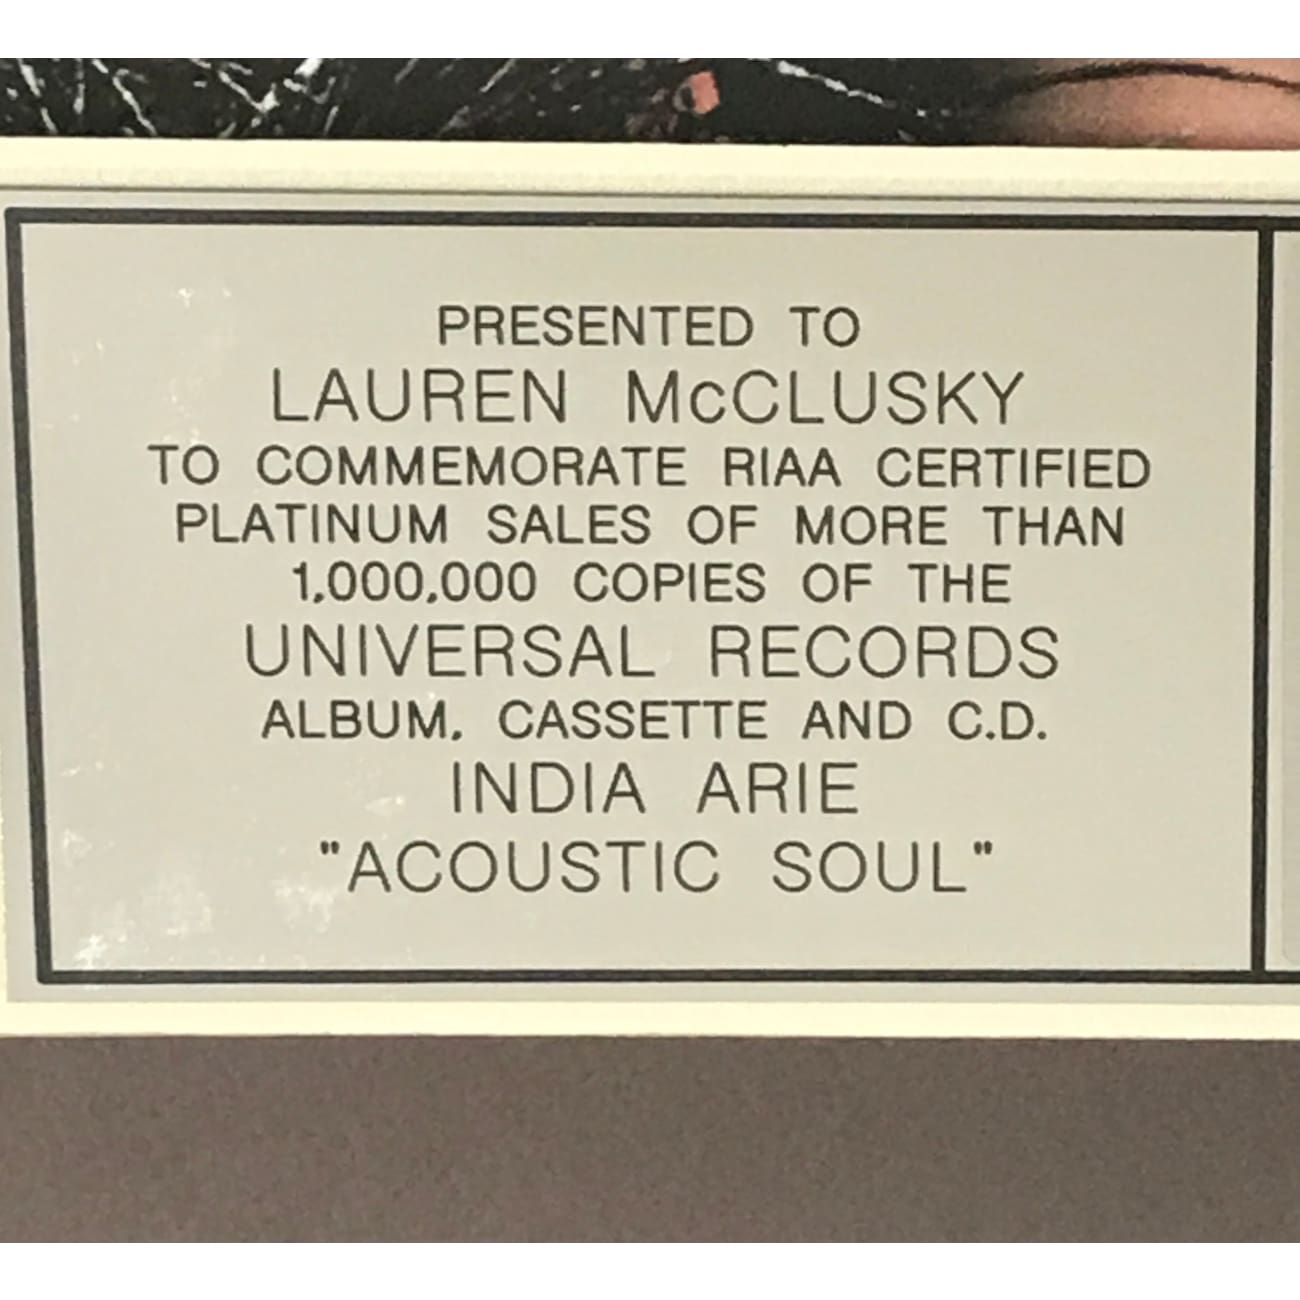 PRESENTED TO
LAUREN McCLUSKY
TO COMMEMORATE RIAA CERTIFIED
PLATINUM SALES OF MORE THAN
1,000,000 COPIES OF THE
UNIVERSAL RECORDS
ALBUM, CASSETTE AND C.D.
INDIA ARIE
"ACOUSTIC SOUL"